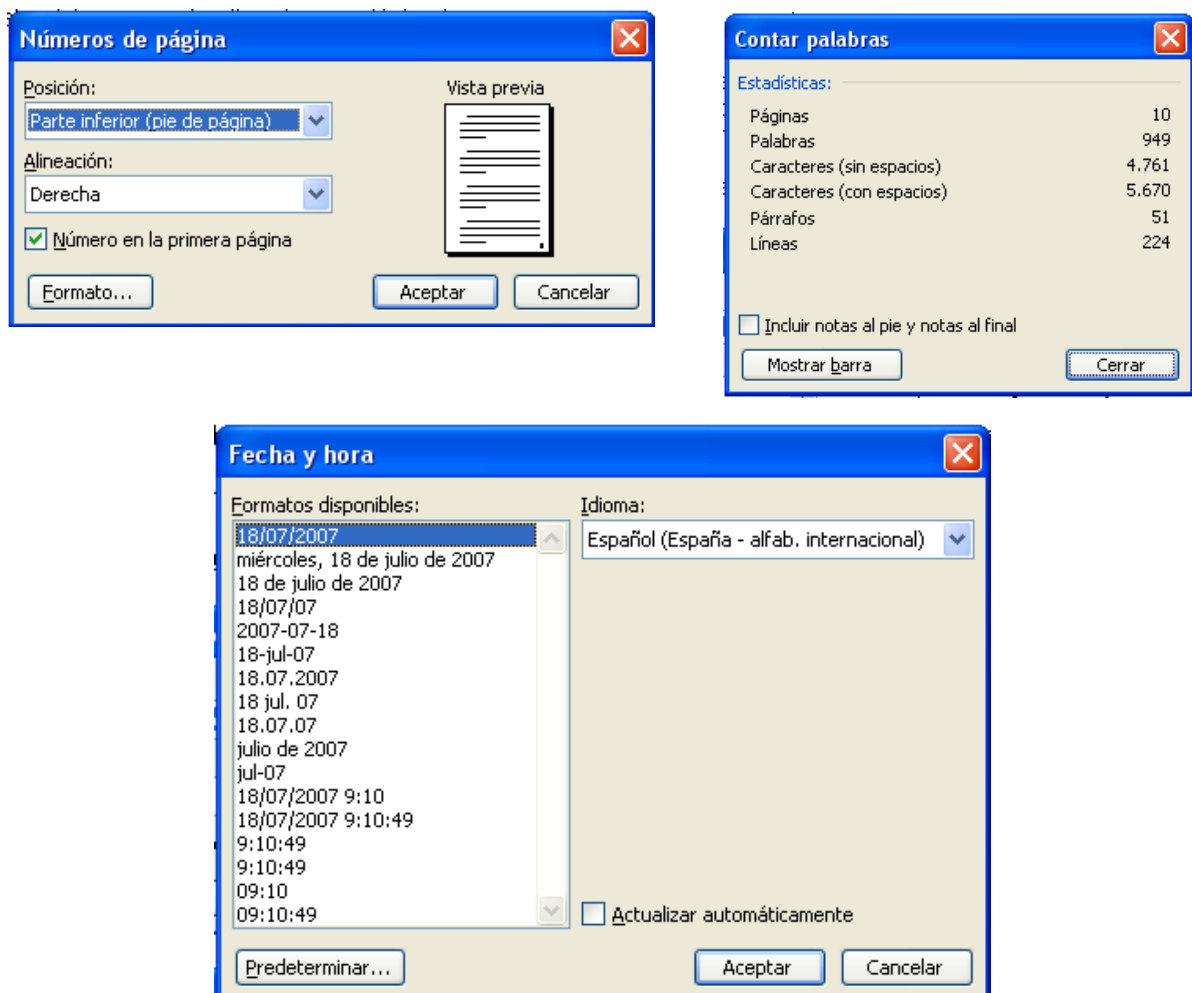 Números de página
Posición:
Vista previa
Parte inferior (pie de página)
Alineación:
Derecha
Número en la primera página
Formato...
Aceptar
Cancelar
Contar palabras
Estadísticas:
Páginas 10
Palabras 949
Caracteres (sin espacios) 4.761
Caracteres (con espacios) 5.670
Párrafos 51
Líneas 224
Incluir notas al pie y notas al final
Mostrar barra
Cerrar
Fecha y hora
Formatos disponibles:
18/07/2007
miércoles, 18 de julio de 2007
18 de julio de 2007
18/07/07
2007-07-18
18-jul-07
18.07.2007
18 jul. 07
18.07.07
julio de 2007
jul-07
18/07/2007 9:10
18/07/2007 9:10:49
9:10:49
9:10:49
09:10
09:10:49
Idioma:
Español (España - alfab. internacional)
Actualizar automáticamente
Predeterminar...
Aceptar
Cancelar